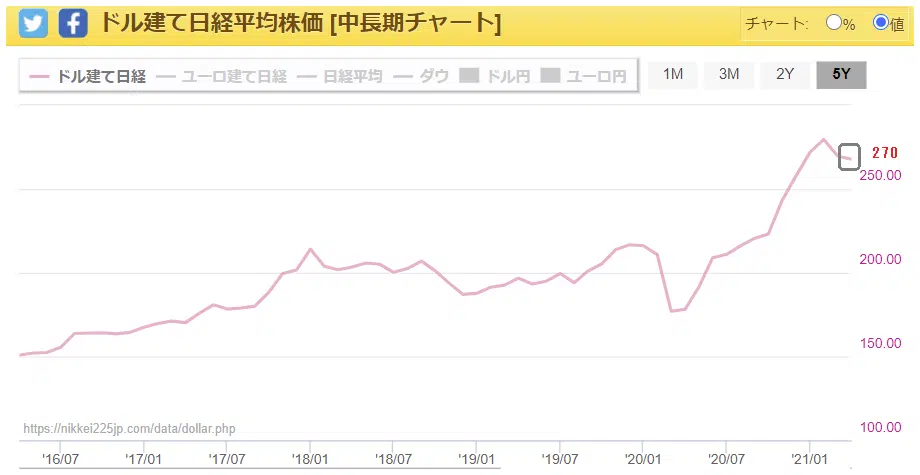 ドル建て日経平均株価 [中長期チャート]
チャート: % 値
ドル建て日経 ユーロ建て日経 日経平均 ダウ ドル円 ユーロ円
1M 3M 2Y 5Y
270
250.00
200.00
150.00
100.00
https://nikkei225jp.com/data/dollar.php
'16/07 '17/01 '17/07 '18/01 '18/07 '19/01 '19/07 '20/01 '20/07 '21/01